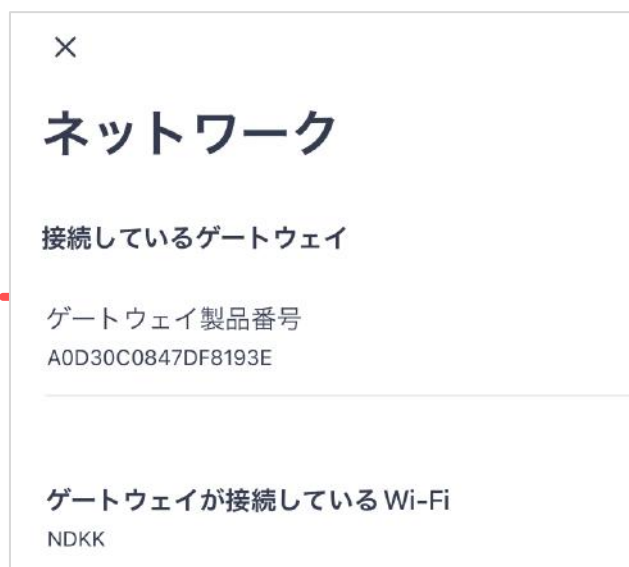 ネットワーク
接続しているゲートウェイ
ゲートウェイ製品番号
A0D30C0847DF8193E
ゲートウェイが接続しているWi-Fi
NDKK